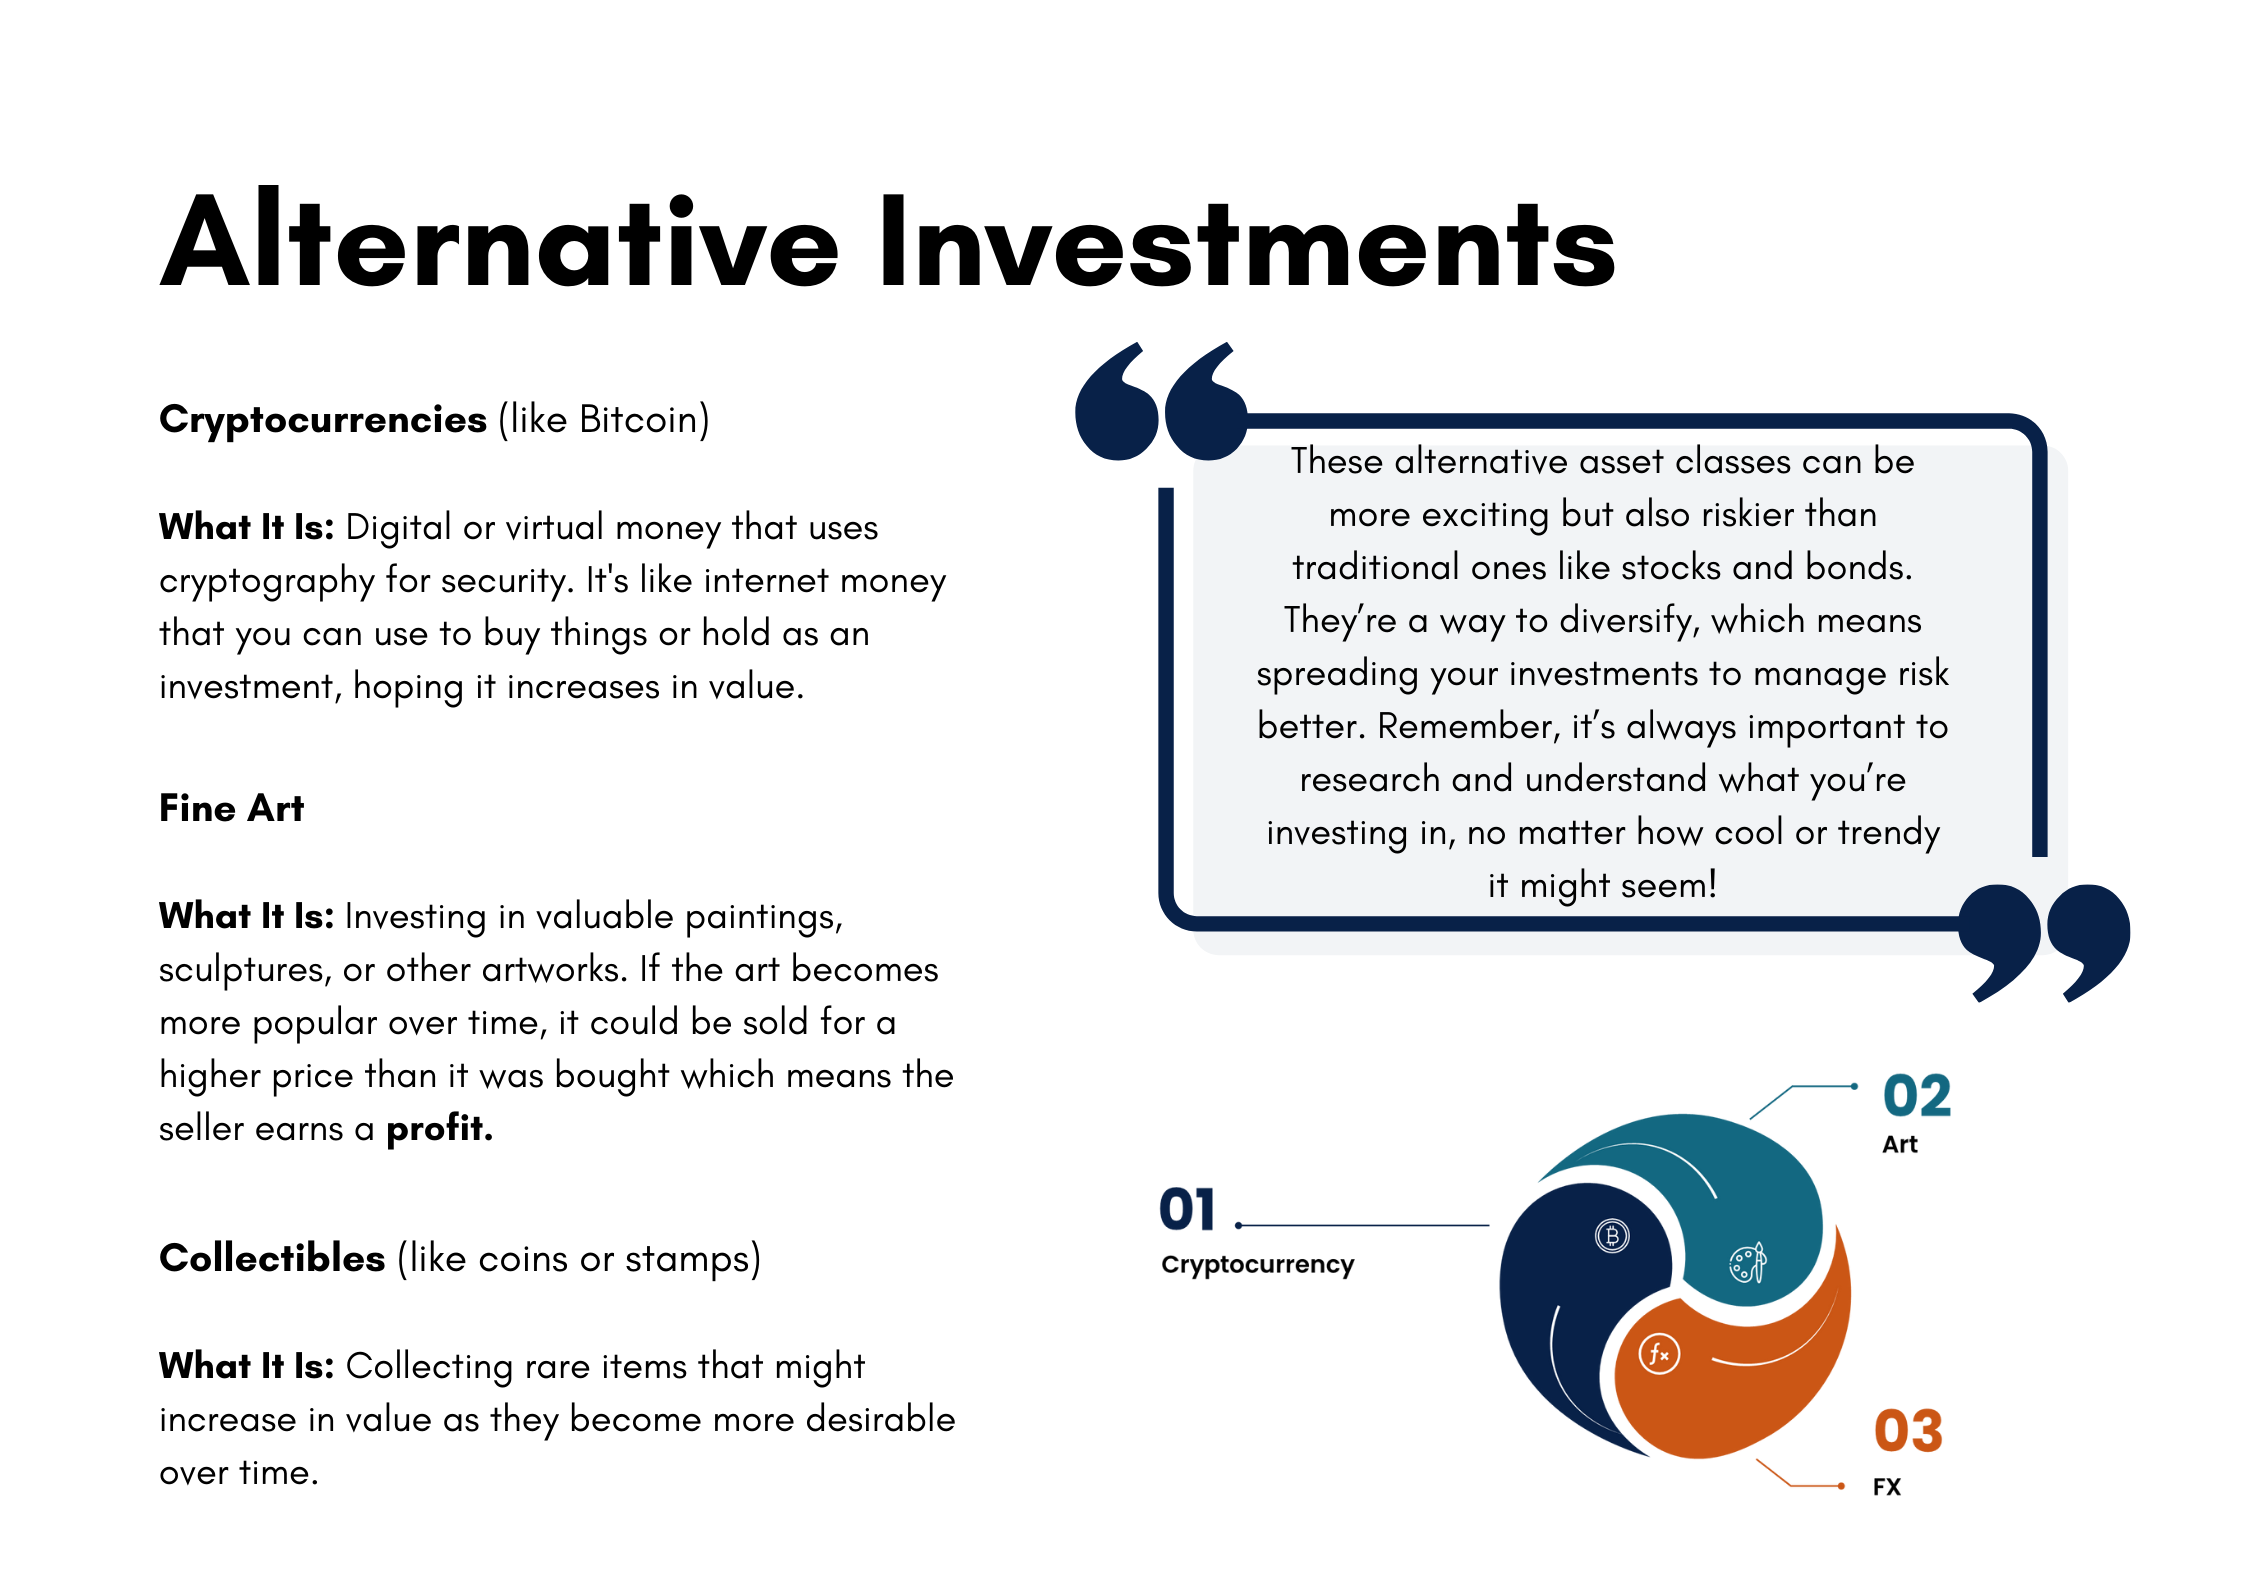 Alternative Investments
Cryptocurrencies (like Bitcoin)
What It Is: Digital or virtual money that uses
cryptography for security. It's like internet money
that you can use to buy things or hold as an
investment, hoping it increases in value.
Fine Art
What It Is: Investing in valuable paintings,
sculptures, or other artworks. If the art becomes
more popular over time, it could be sold for a
higher price than it was bought which means the
seller earns a profit.
Collectibles (like coins or stamps)
What It Is: Collecting rare items that might
increase in value as they become more desirable
over time.
“
These alternative asset classes can be
more exciting but also riskier than
traditional ones like stocks and bonds.
They’re a way to diversify, which means
spreading your investments to manage risk
better. Remember, it’s always important to
research and understand what you’re
investing in, no matter how cool or trendy
it might seem!
”
01
Cryptocurrency
02
Art
03
FX
fx